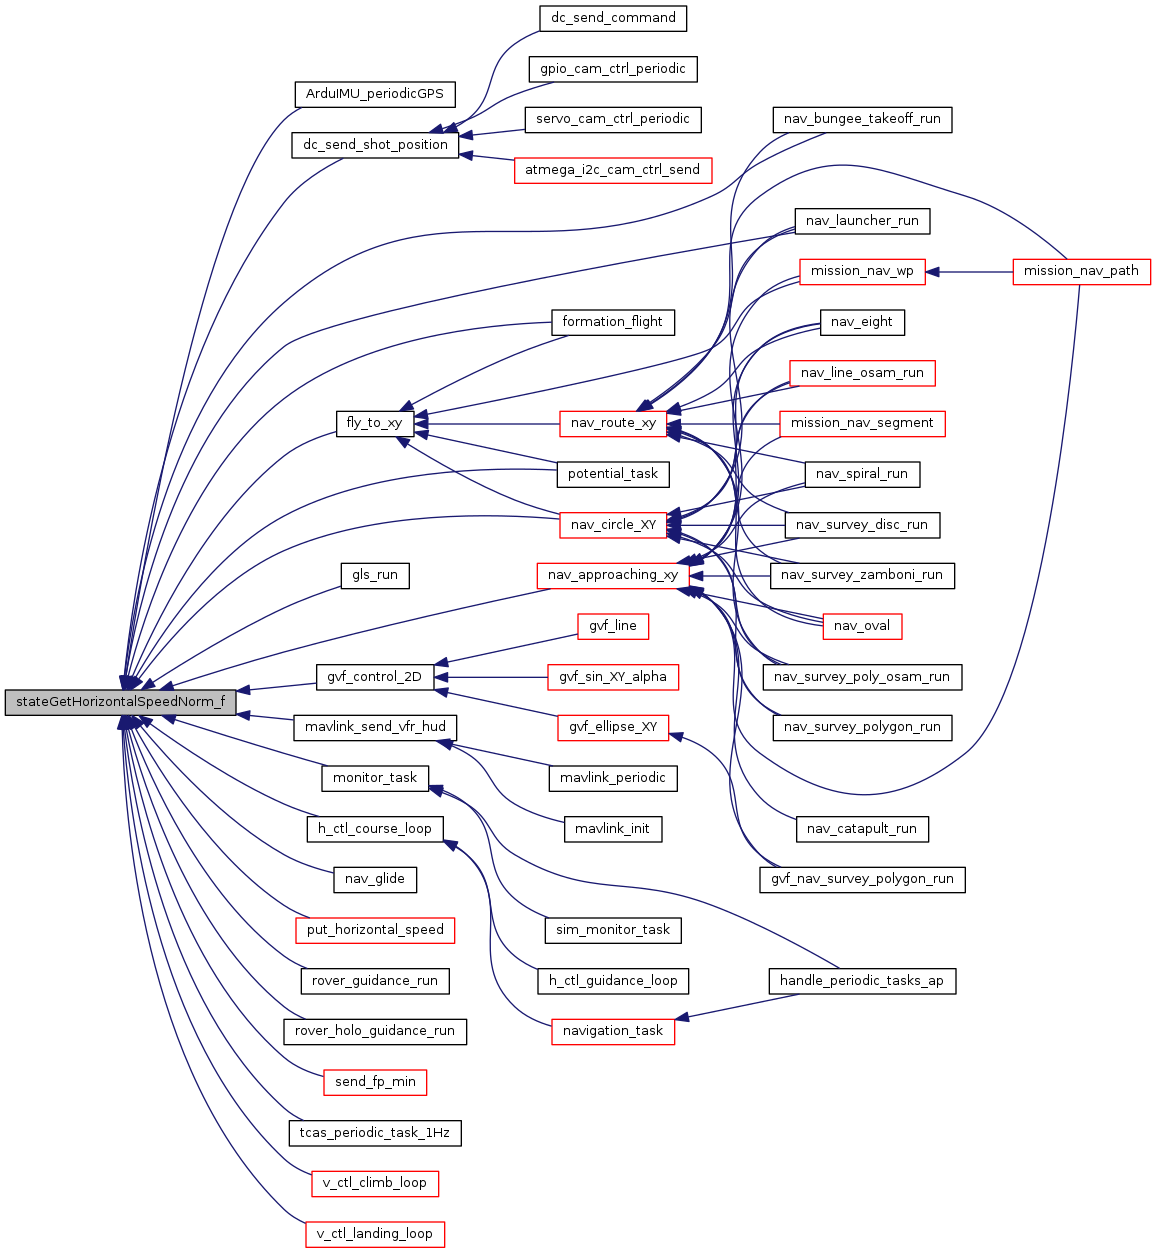 dc_send_command
gpio_cam_ctrl_periodic
ArduIMU_periodicGPS
servo_cam_ctrl_periodic
nav_bungee_takeoff_run
dc_send_shot_position
atmega_i2c_cam_ctrl_send
nav_launcher_run
mission_nav_wp
mission_nav_path
formation_flight
nav_eight
nav_line_osam_run
fly_to_xy
nav_route_xy
mission_nav_segment
potential_task
nav_spiral_run
nav_circle_XY
nav_survey_disc_run
gls_run
nav_approaching_xy
nav_survey_zamboni_run
gvf_line
nav_oval
gvf_control_2D
gvf_sin_XY_alpha
nav_survey_poly_osam_run
stateGetHorizontalSpeedNorm_f
mavlink_send_vfr_hud
gvf_ellipse_XY
nav_survey_polygon_run
monitor_task
mavlink_periodic
h_ctl_course_loop
mavlink_init
nav_catapult_run
nav_glide
gvf_nav_survey_polygon_run
put_horizontal_speed
sim_monitor_task
rover_guidance_run
h_ctl_guidance_loop
handle_periodic_tasks_ap
rover_holo_guidance_run
navigation_task
send_fp_min
tcas_periodic_task_1Hz
v_ctl_climb_loop
v_ctl_landing_loop